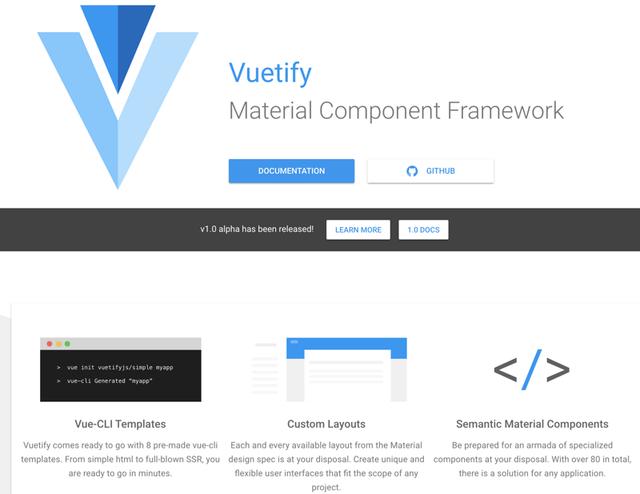 Vuetify
Material Component Framework
DOCUMENTATION
GITHUB
v1.0 alpha has been released!
LEARN MORE
1.0 DOCS
> vue init vuetifyjs/simple myapp
> vue-cli Generated "myapp"
</>
Vue-CLI Templates
Vuetify comes ready to go with 8 pre-made vue-cli
templates. From simple html to full-blown SSR, you
are ready to go in minutes.
Custom Layouts
Each and every available layout from the Material
design spec is at your disposal. Create unique and
flexible user interfaces that fit the scope of any
project.
Semantic Material Components
Be prepared for an armada of specialized
components at your disposal. With over 80 in total,
there is a solution for any application.